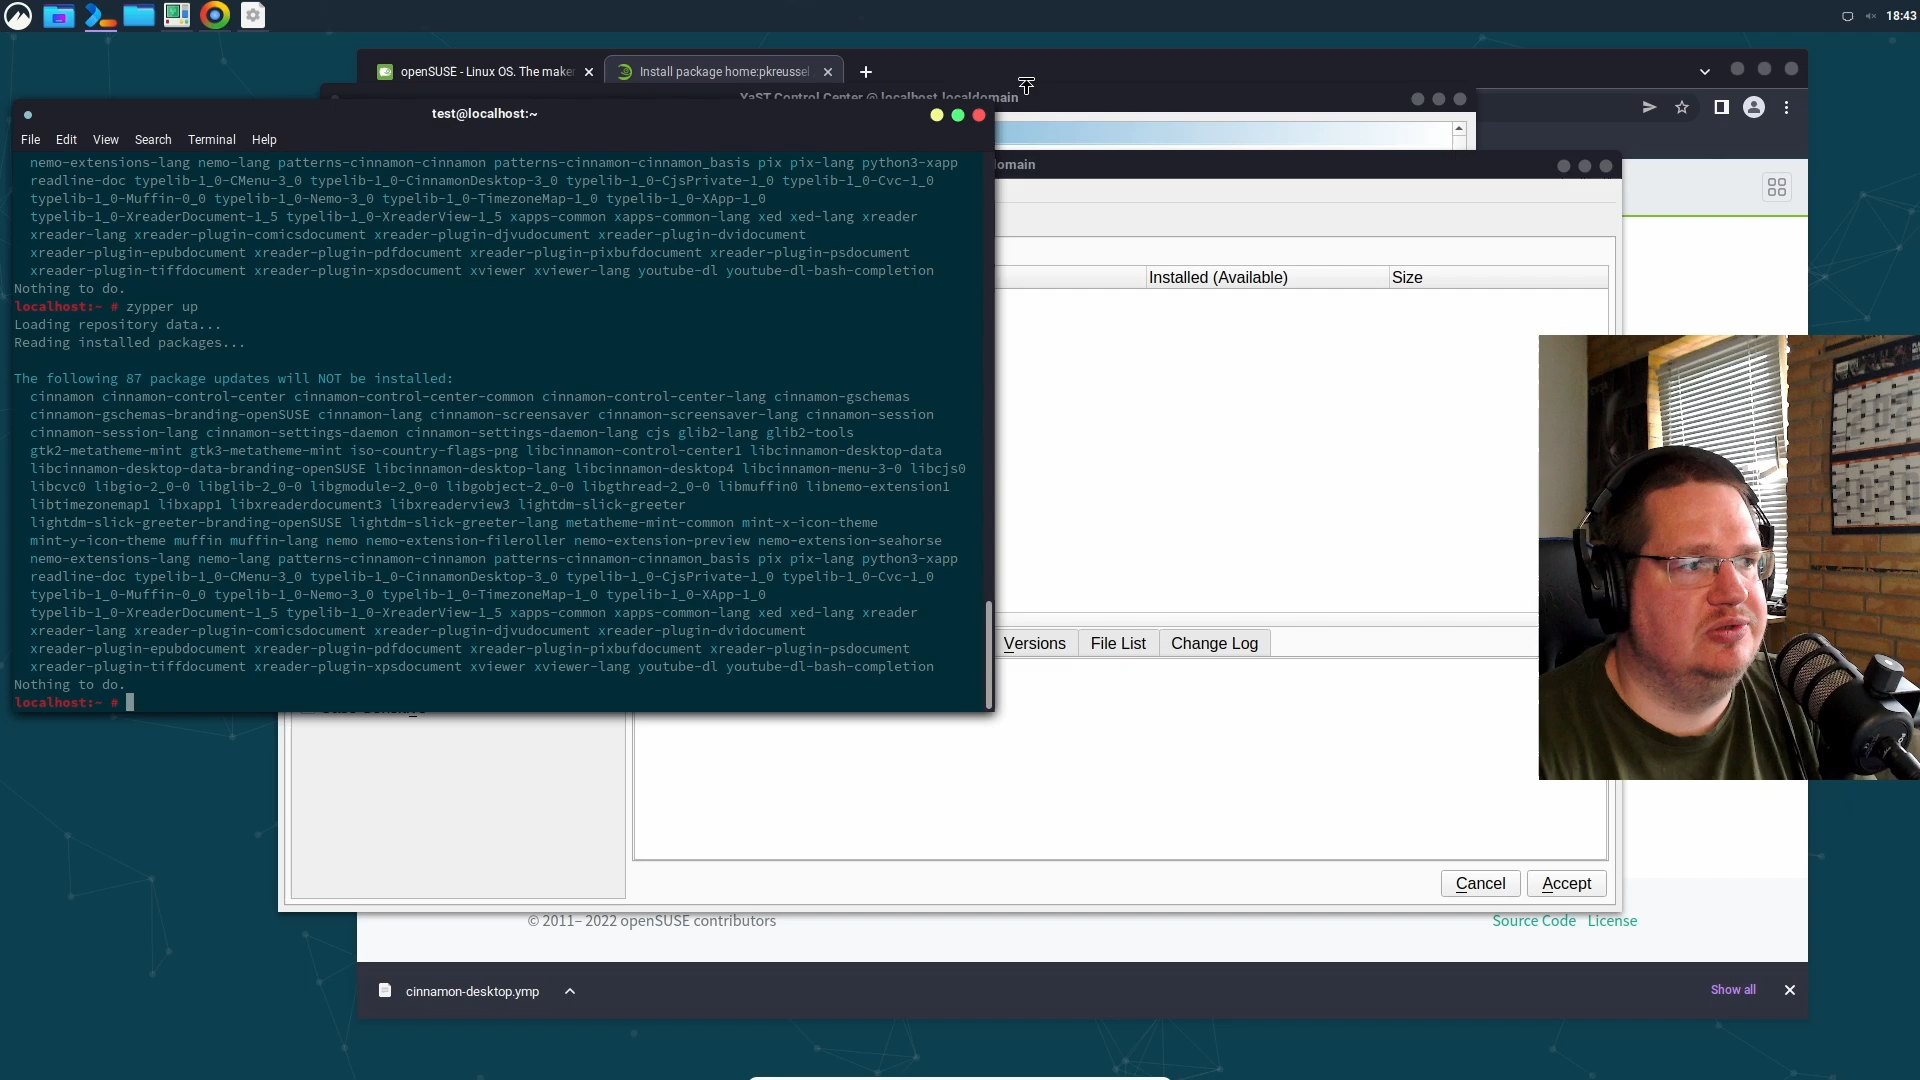 18:43
openSUSE - Linux OS. The make
Install package home:pkreussel
YaST Control Center @ localhost.localdomain
test@localhost:~
File Edit View Search Terminal Help
nemo-extensions-lang nemo-lang patterns-cinnamon-cinnamon patterns-cinnamon-cinnamon_basis pix pix-lang python3-xapp
readline-doc typelib-1_0-CMenu-3_0 typelib-1_0-CinnamonDesktop-3_0 typelib-1_0-CjsPrivate-1_0 typelib-1_0-Cvc-1_0
typelib-1_0-Muffin-0_0 typelib-1_0-Nemo-3_0 typelib-1_0-TimezoneMap-1_0 typelib-1_0-XApp-1_0
typelib-1_0-XreaderDocument-1_5 typelib-1_0-XreaderView-1_5 xapps-common xapps-common-lang xed xed-lang xreader
xreader-lang xreader-plugin-comicsdocument xreader-plugin-djvudocument xreader-plugin-dvidocument
xreader-plugin-epubdocument xreader-plugin-pdfdocument xreader-plugin-pixbufdocument xreader-plugin-psdocument
xreader-plugin-tiffdocument xreader-plugin-xpsdocument xviewer xviewer-lang youtube-dl youtube-dl-bash-completion
Nothing to do.
localhost:~ # zypper up
Loading repository data...
Reading installed packages...
The following 87 package updates will NOT be installed:
cinnamon cinnamon-control-center cinnamon-control-center-common cinnamon-control-center-lang cinnamon-gschemas
cinnamon-gschemas-branding-openSUSE cinnamon-lang cinnamon-screensaver cinnamon-screensaver-lang cinnamon-session
cinnamon-session-lang cinnamon-settings-daemon cinnamon-settings-daemon-lang cjs glib2-lang glib2-tools
gtk2-metatheme-mint gtk3-metatheme-mint iso-country-flags-png libcinnamon-control-center1 libcinnamon-desktop-data
libcinnamon-desktop-data-branding-openSUSE libcinnamon-desktop-lang libcinnamon-desktop4 libcinnamon-menu-3-0 libcjs0
libcvc0 libgio-2_0-0 libglib-2_0-0 libgmodule-2_0-0 libgobject-2_0-0 libgthread-2_0-0 libmuffin0 libnemo-extension1
libtimezonemap1 libxapp1 libxreaderdocument3 libxreaderview3 lightdm-slick-greeter
lightdm-slick-greeter-branding-openSUSE lightdm-slick-greeter-lang metatheme-mint-common mint-x-icon-theme
mint-y-icon-theme muffin muffin-lang nemo nemo-extension-fileroller nemo-extension-preview nemo-extension-seahorse
nemo-extensions-lang nemo-lang patterns-cinnamon-cinnamon patterns-cinnamon-cinnamon_basis pix pix-lang python3-xapp
readline-doc typelib-1_0-CMenu-3_0 typelib-1_0-CinnamonDesktop-3_0 typelib-1_0-CjsPrivate-1_0 typelib-1_0-Cvc-1_0
typelib-1_0-Muffin-0_0 typelib-1_0-Nemo-3_0 typelib-1_0-TimezoneMap-1_0 typelib-1_0-XApp-1_0
typelib-1_0-XreaderDocument-1_5 typelib-1_0-XreaderView-1_5 xapps-common xapps-common-lang xed xed-lang xreader
xreader-lang xreader-plugin-comicsdocument xreader-plugin-djvudocument xreader-plugin-dvidocument
xreader-plugin-epubdocument xreader-plugin-pdfdocument xreader-plugin-pixbufdocument xreader-plugin-psdocument
xreader-plugin-tiffdocument xreader-plugin-xpsdocument xviewer xviewer-lang youtube-dl youtube-dl-bash-completion
Nothing to do.
localhost:~ #
omain
Installed (Available) Size
Versions File List Change Log
Cancel Accept
© 2011– 2022 openSUSE contributors
Source Code License
cinnamon-desktop.ymp
Show all